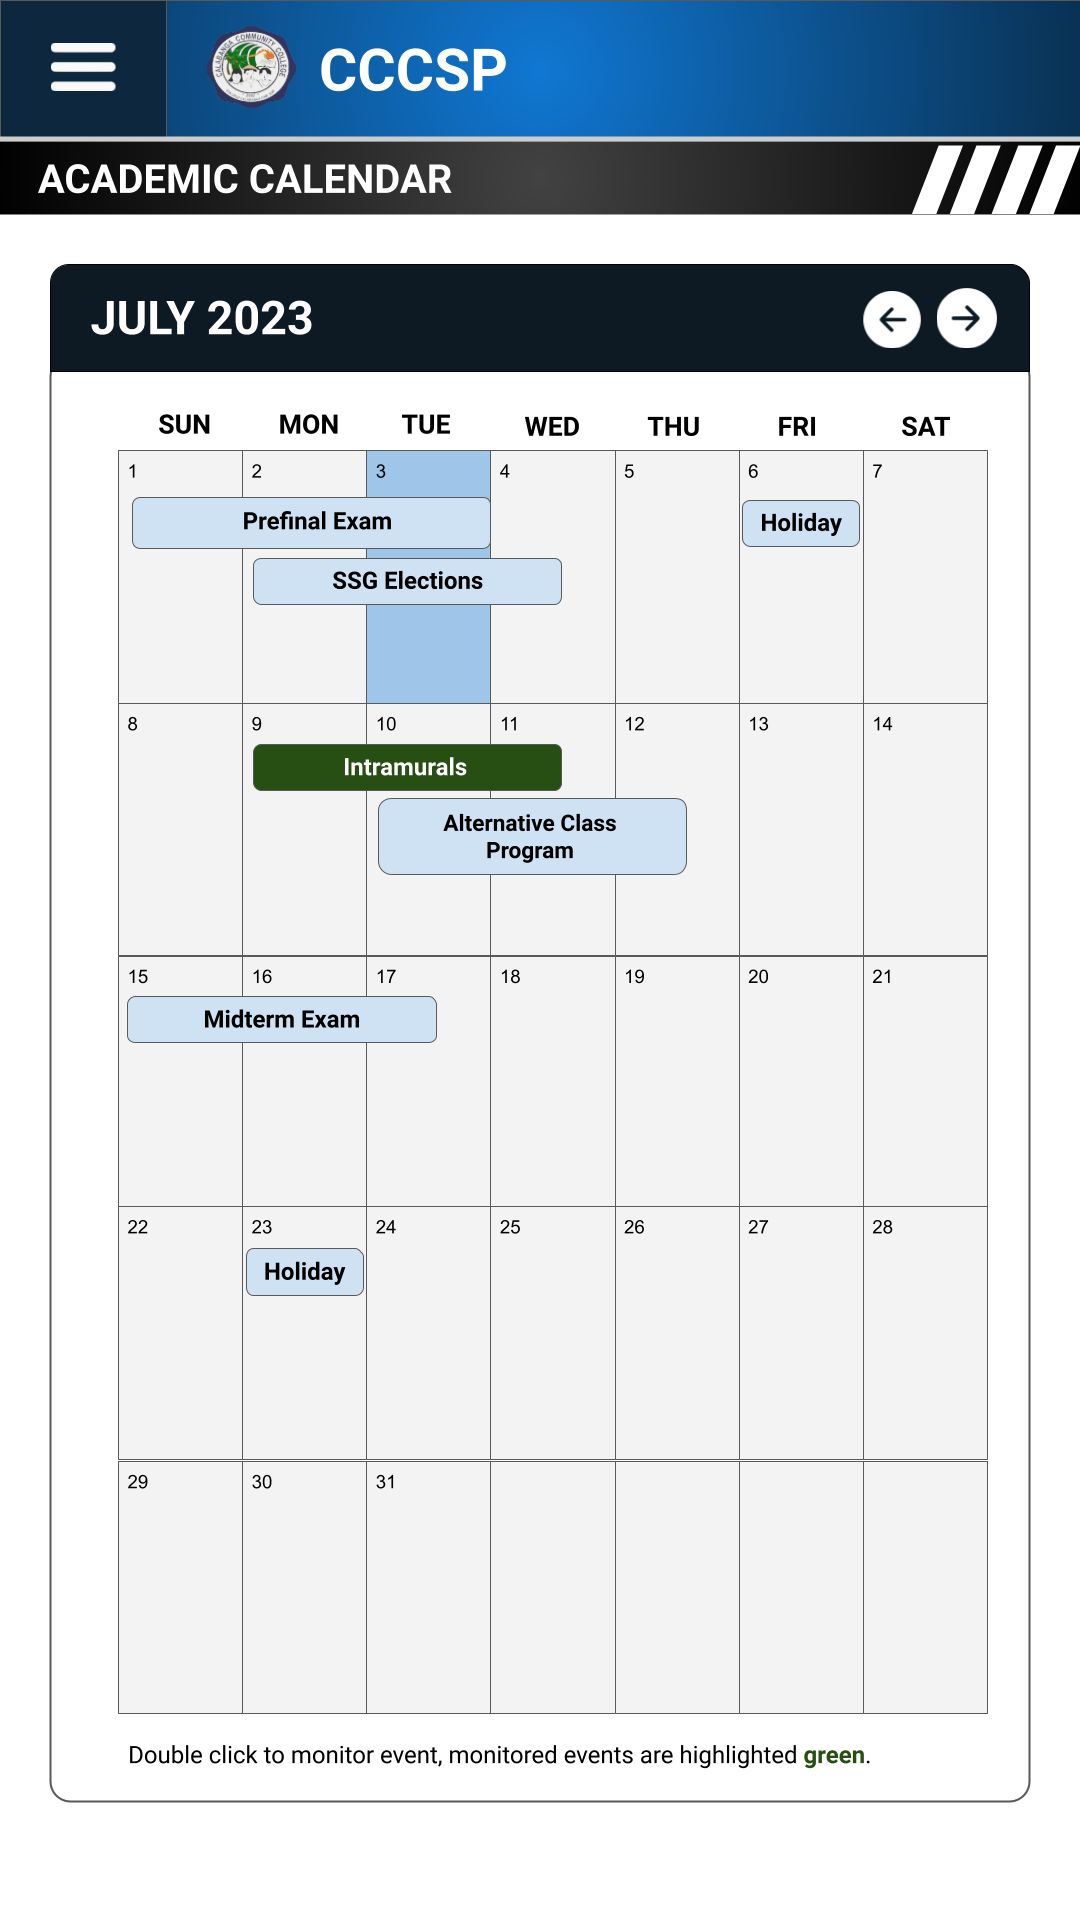 CALABANGA COMMUNITY COLLEGE
CCCSP
ACADEMIC CALENDAR
JULY 2023
SUN MON TUE WED THU FRI SAT
1 2 3 4 5 6 7
Prefinal Exam Holiday
SSG Elections
8 9 10 11 12 13 14
Intramurals
Alternative Class
Program
15 16 17 18 19 20 21
Midterm Exam
22 23 24 25 26 27 28
Holiday
29 30 31
Double click to monitor event, monitored events are highlighted green.